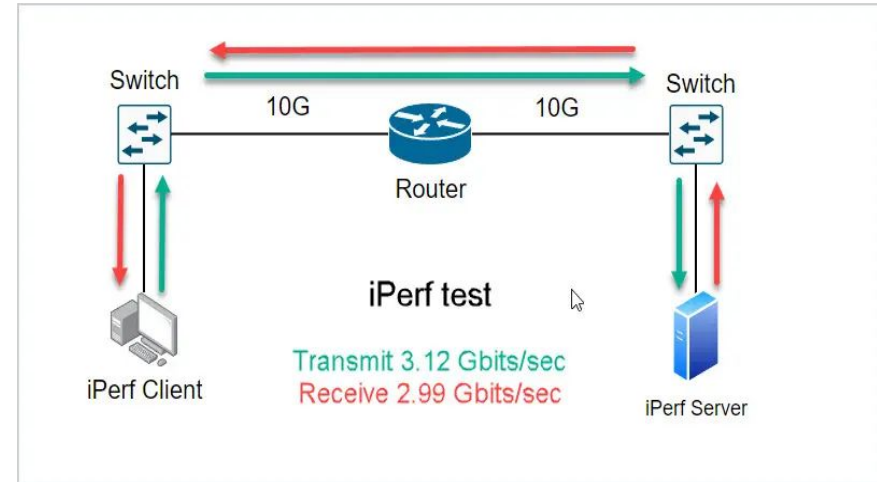 Switch
Switch
10G
10G
Router
iPerf test
Transmit 3.12 Gbits/sec
Receive 2.99 Gbits/sec
iPerf Client
iPerf Server